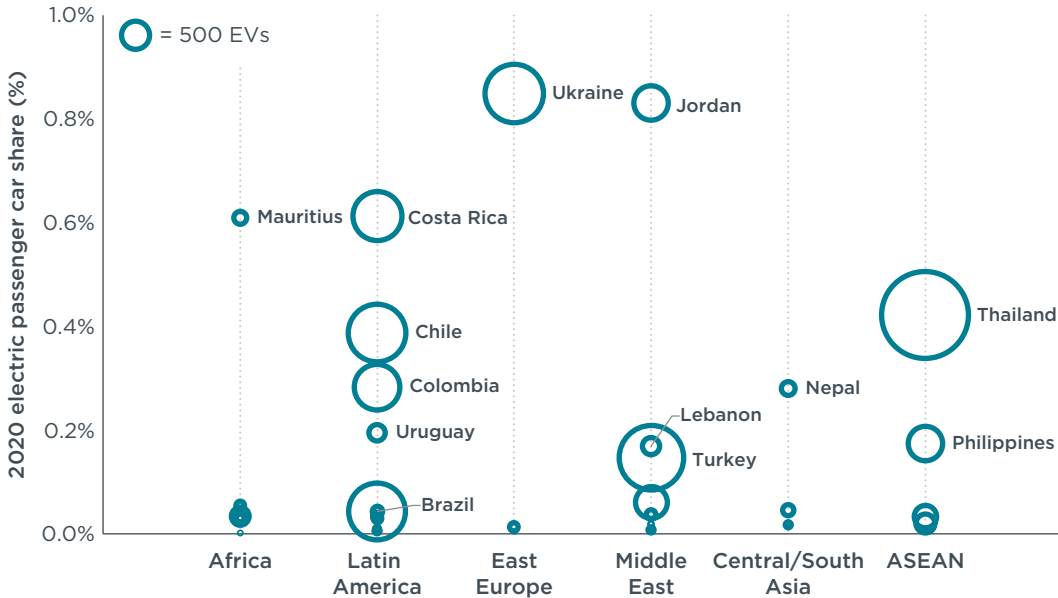 2020 electric passenger car share (%)
1.0%
0.8%
0.6%
0.4%
0.2%
0.0%
= 500 EVs
Ukraine
Jordan
Mauritius
Costa Rica
Chile
Thailand
Colombia
Nepal
Uruguay
Lebanon
Philippines
Turkey
Brazil
Africa
Latin
America
East
Europe
Middle
East
Central/South
Asia
ASEAN